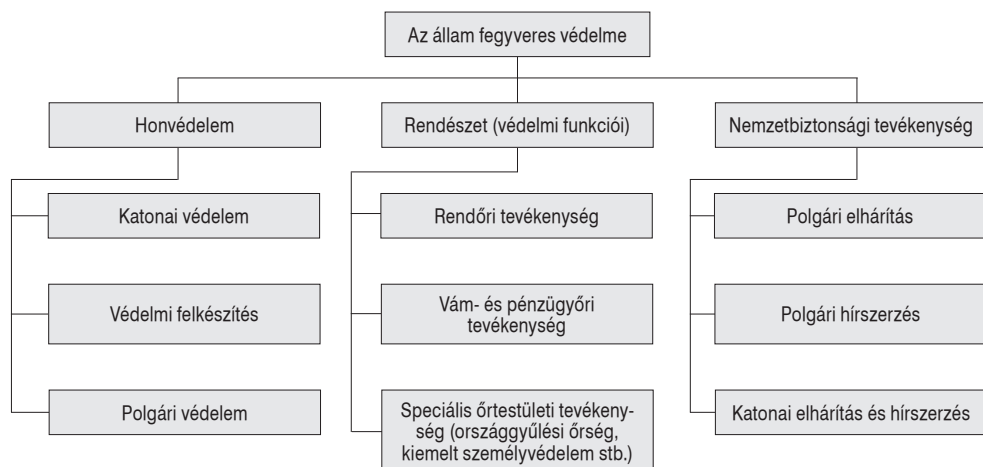 Az állam fegyveres védelme
Honvédelem
Rendészet (védelmi funkciói)
Nemzetbiztonsági tevékenység
Katonai védelem
Rendőri tevékenység
Polgári elhárítás
Védelmi felkészítés
Vám- és pénzügyőri
tevékenység
Polgári hírszerzés
Polgári védelem
Speciális őrtestületi tevékeny-
ség (országgyűlési őrség,
kiemelt személyvédelem stb.)
Katonai elhárítás és hírszerzés